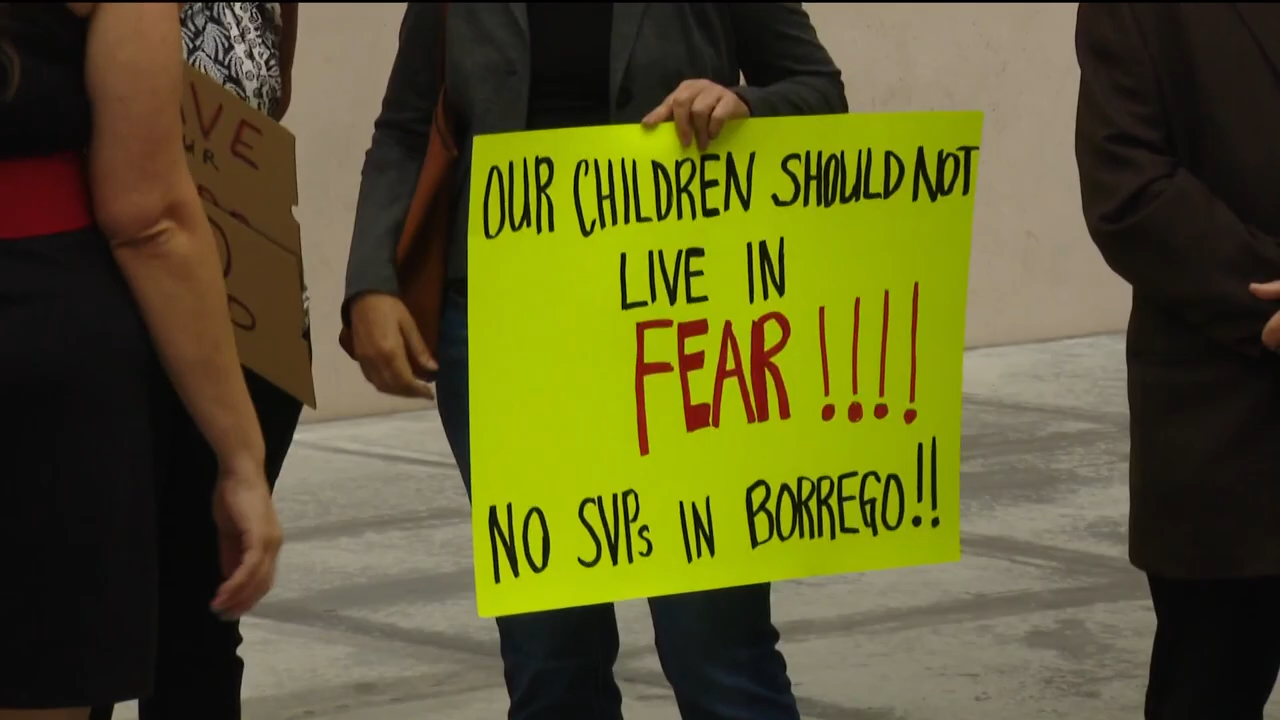 OUR CHILDREN SHOULD NOT
LIVE IN
FEAR !!!!
NO SVPs IN BORREGO!!